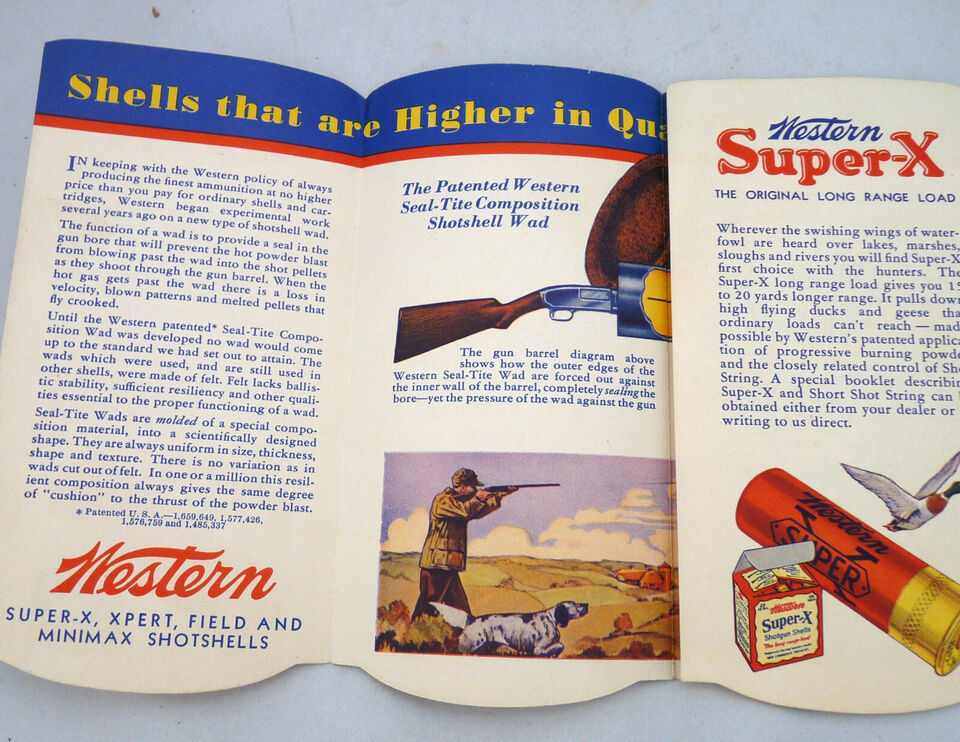 Shells that are Higher in Qua
IN keeping with the Western policy of always
producing the finest ammunition at no higher
price than you pay for ordinary shells and car-
tridges, Western began experimental work
several years ago on a new type of shotshell wad.
The function of a wad is to provide a seal in the
gun bore that will prevent the hot powder blast
from blowing past the wad into the shot pellets
as they shoot through the gun barrel. When the
hot gas gets past the wad there is a loss in
velocity, blown patterns and melted pellets that
fly crooked.
Until the Western patented* Seal-Tite Compo-
sition Wad was developed no wad would come
up to the standard we had set out to attain. The
wads which were used, and are still used in
other shells, were made of felt. Felt lacks ballis-
tic stability, sufficient resiliency and other quali-
ties essential to the proper functioning of a wad.
Seal-Tite Wads are molded of a special compo-
sition material, into a scientifically designed
shape. They are always uniform in size, thickness,
shape and texture. There is no variation as in
wads cut out of felt. In one or a million this resil-
ient composition always gives the same degree
of "cushion" to the thrust of the powder blast.
* Patented U. S. A.—1,659,649, 1,577,426,
1,576,759 and 1,485,337
Western
SUPER-X, XPERT, FIELD AND
MINIMAX SHOTSHELLS
The Patented Western
Seal-Tite Composition
Shotshell Wad
The gun barrel diagram above
shows how the outer edges of the
Western Seal-Tite Wad are forced out against
the inner wall of the barrel, completely sealing the
bore—yet the pressure of the wad against the gun
Western
Super-X
THE ORIGINAL LONG RANGE LOAD
Wherever the swishing wings of water-
fowl are heard over lakes, marshes,
sloughs and rivers you will find Super-X
first choice with the hunters. The
Super-X long range load gives you 15
to 20 yards longer range. It pulls down
high flying ducks and geese that
ordinary loads can't reach—made
possible by Western's patented applica
tion of progressive burning powde
and the closely related control of Sho
String. A special booklet describin
Super-X and Short Shot String can b
obtained either from your dealer or
writing to us direct.
Western
SUPER
Western
Super-X
Shotgun Shells
The long range load